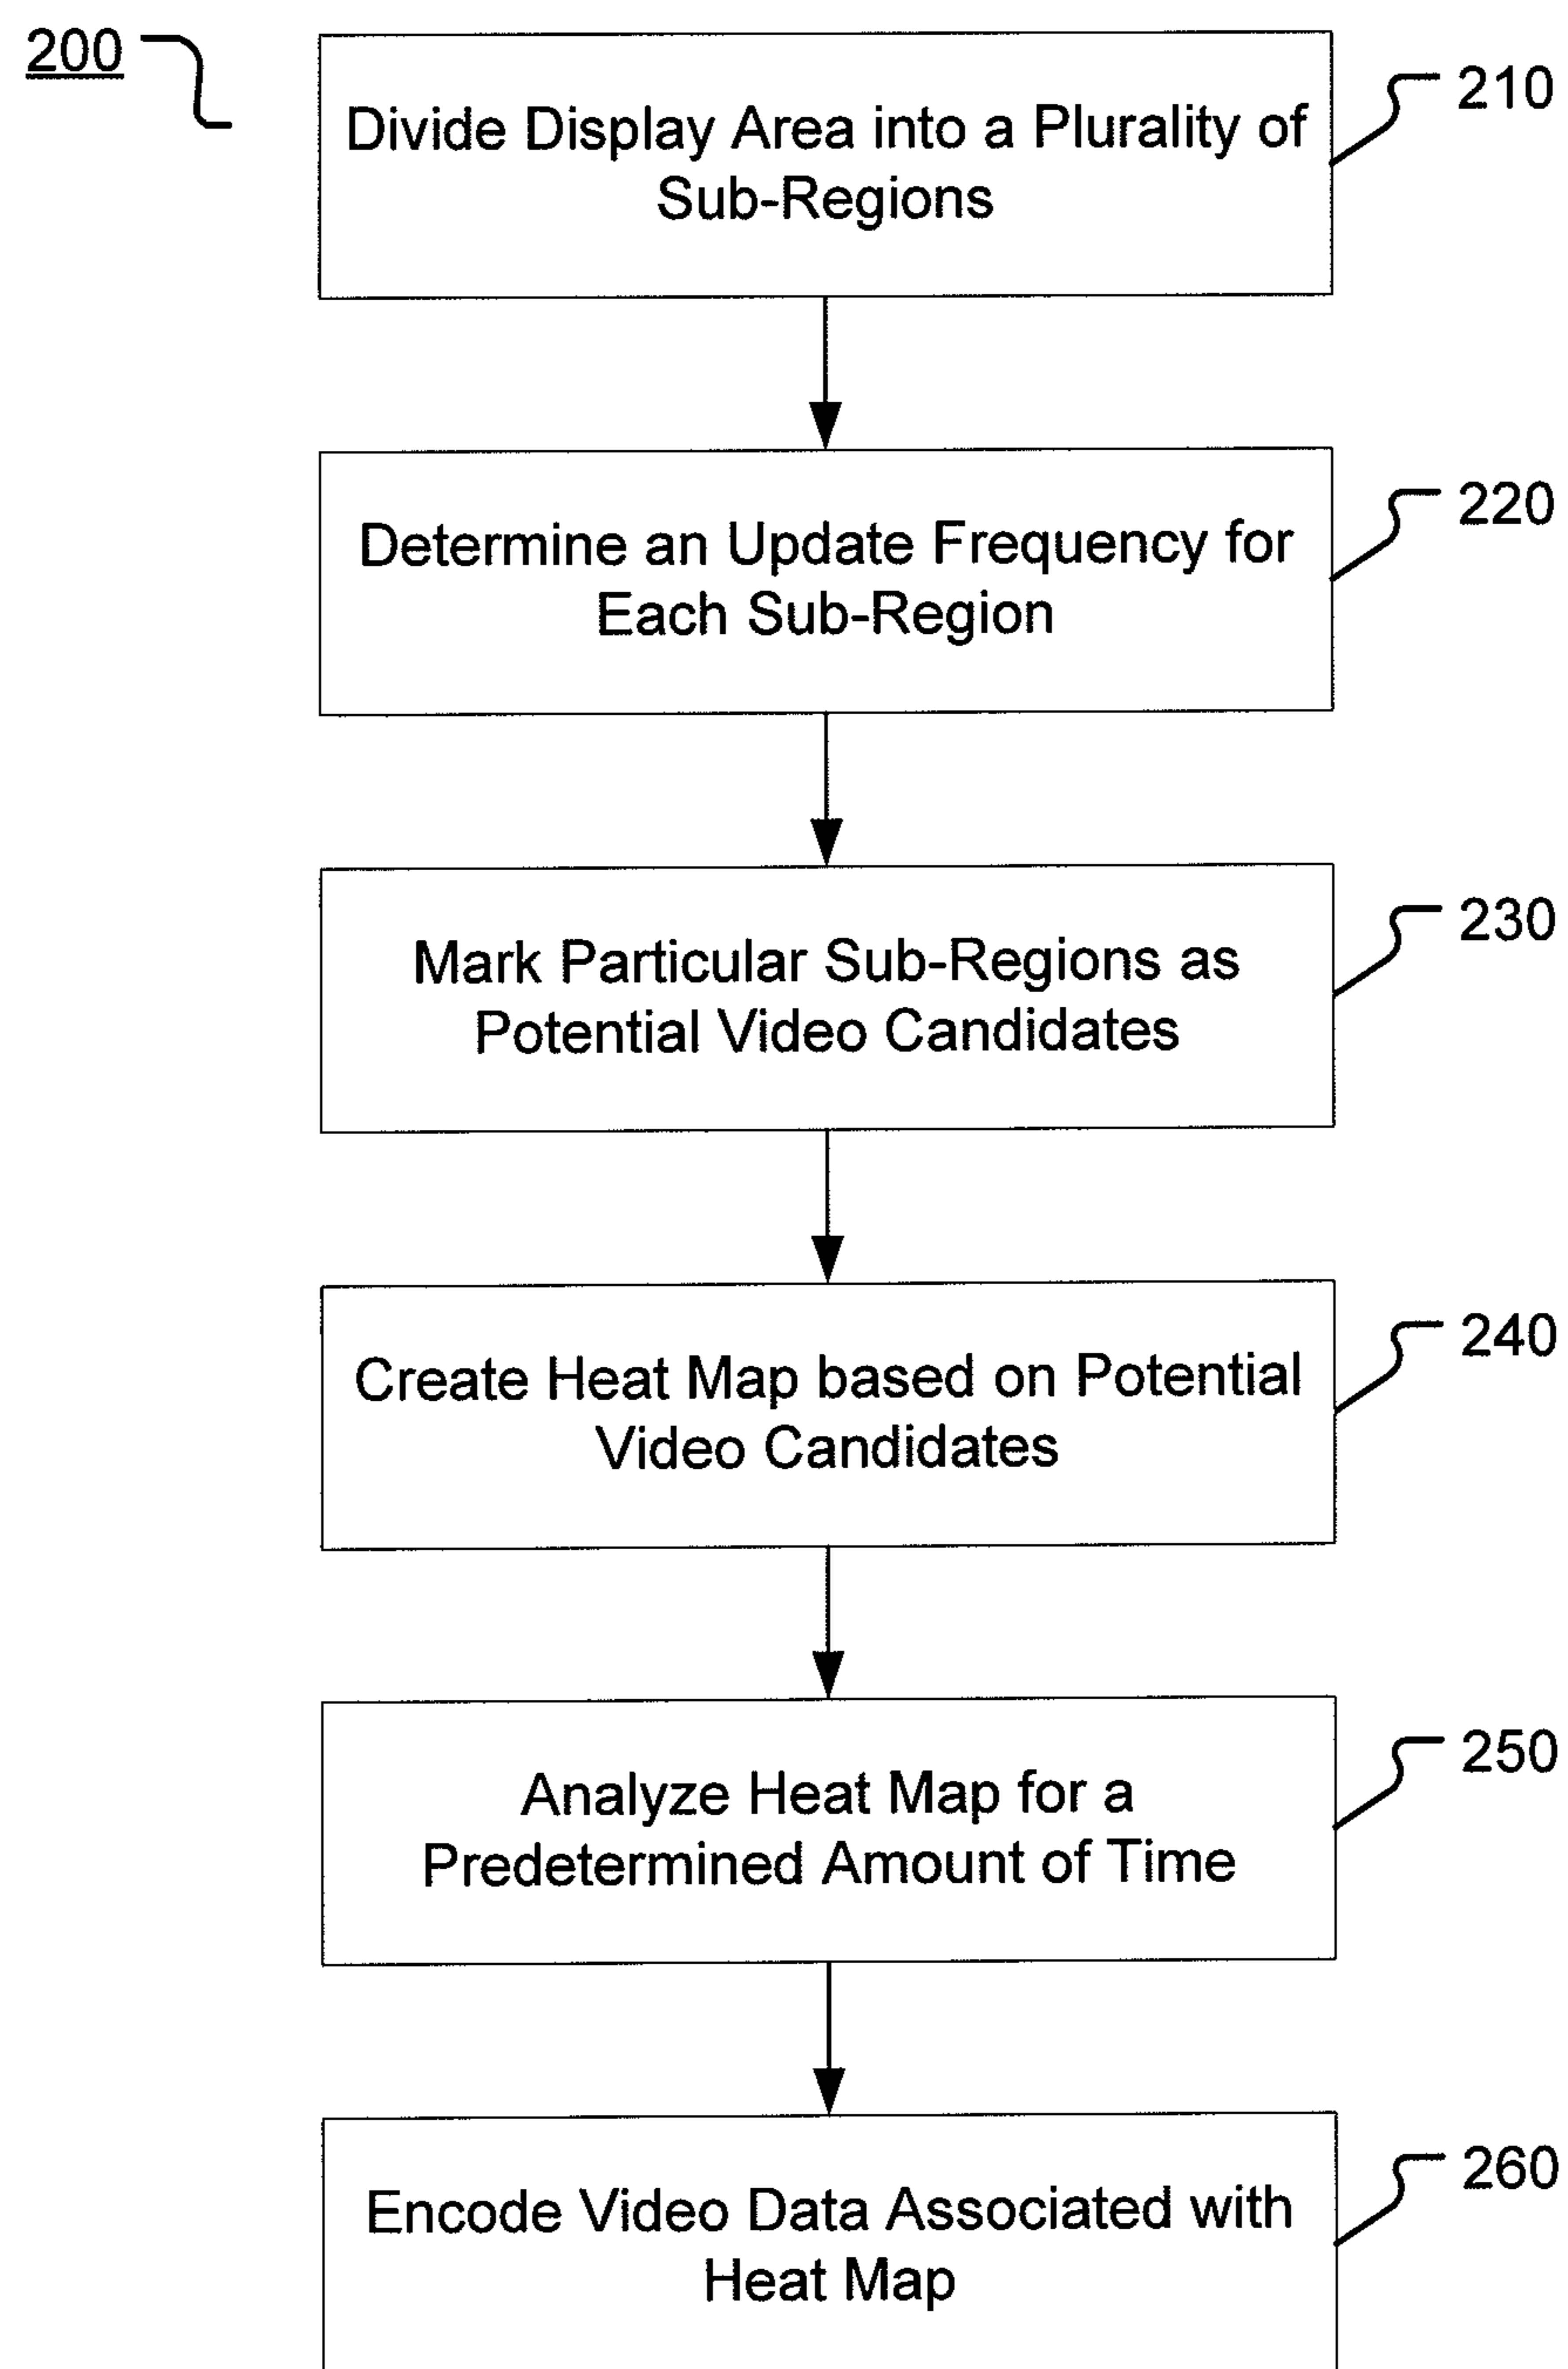 200
210
Divide Display Area into a Plurality of
Sub-Regions
220
Determine an Update Frequency for
Each Sub-Region
230
Mark Particular Sub-Regions as
Potential Video Candidates
240
Create Heat Map based on Potential
Video Candidates
250
Analyze Heat Map for a
Predetermined Amount of Time
260
Encode Video Data Associated with
Heat Map